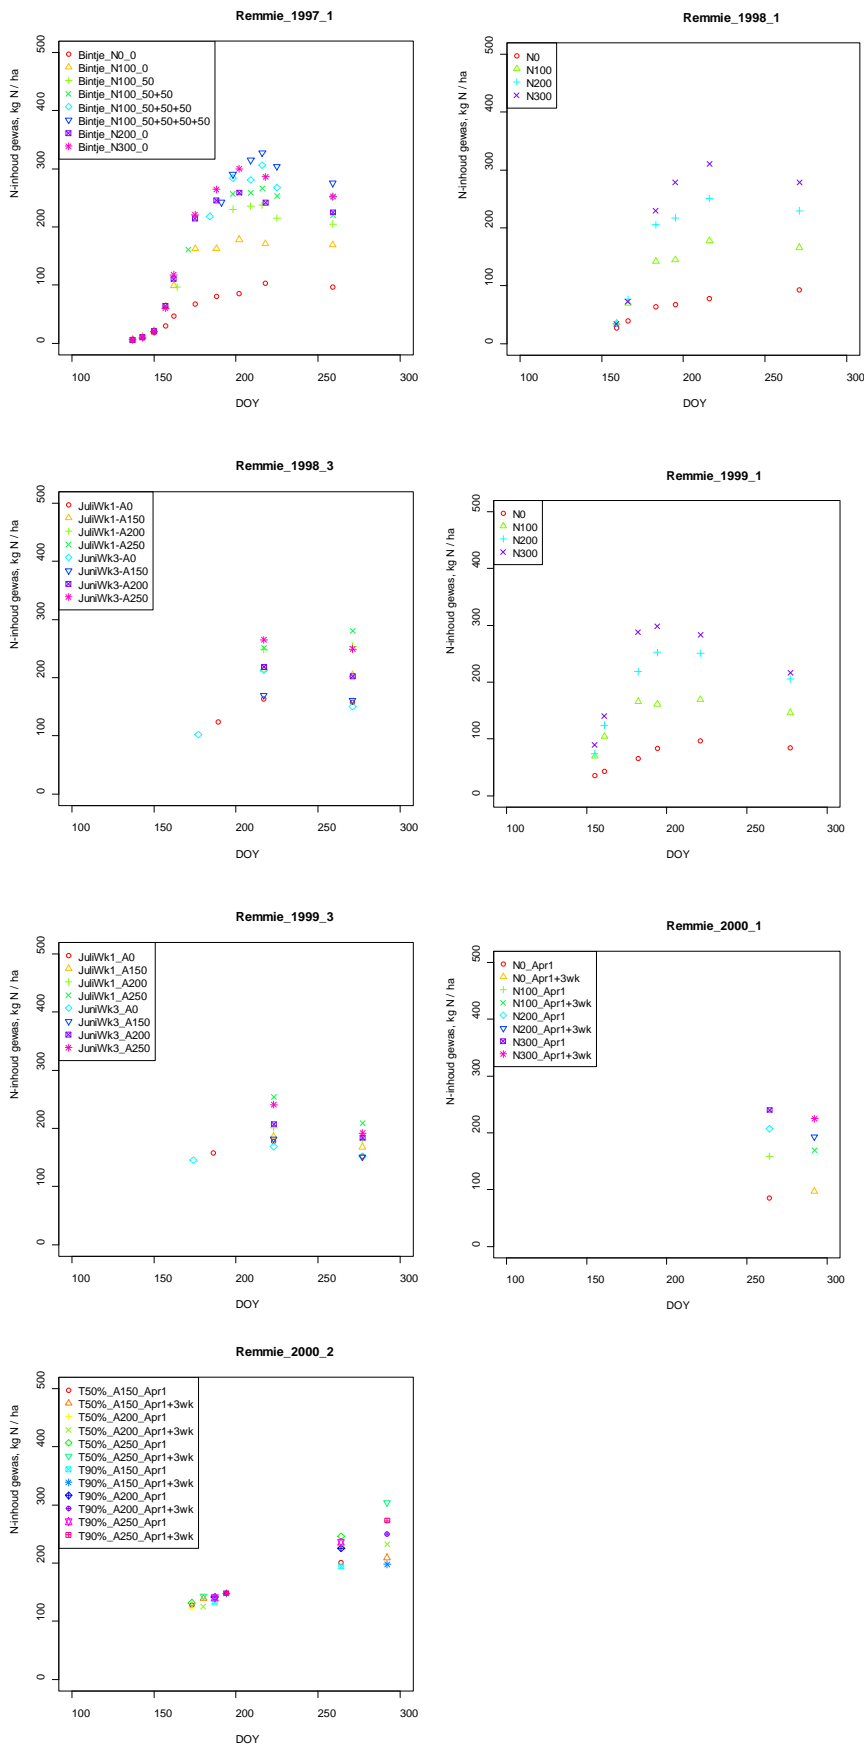 Remmie_1997_1
N-inhoud gewas, kg N / ha
500
400
300
200
100
0
Bintje_N0_0
Bintje_N100_0
Bintje_N100_50
Bintje_N100_50+50
Bintje_N100_50+50+50
Bintje_N100_50+50+50+50
Bintje_N200_0
Bintje_N300_0
100 150 200 250 300
DOY
Remmie_1998_1
N-inhoud gewas, kg N / ha
500
400
300
200
100
0
N0
N100
N200
N300
100 150 200 250 300
DOY
Remmie_1998_3
N-inhoud gewas, kg N / ha
500
400
300
200
100
0
JuliWk1-A0
JuliWk1-A150
JuliWk1-A200
JuliWk1-A250
JuniWk3-A0
JuniWk3-A150
JuniWk3-A200
JuniWk3-A250
100 150 200 250 300
DOY
Remmie_1999_1
N-inhoud gewas, kg N / ha
500
400
300
200
100
0
N0
N100
N200
N300
100 150 200 250 300
DOY
Remmie_1999_3
N-inhoud gewas, kg N / ha
500
400
300
200
100
0
JuliWk1_A0
JuliWk1_A150
JuliWk1_A200
JuliWk1_A250
JuniWk3_A0
JuniWk3_A150
JuniWk3_A200
JuniWk3_A250
100 150 200 250 300
DOY
Remmie_2000_1
N-inhoud gewas, kg N / ha
500
400
300
200
100
0
N0_Apr1
N0_Apr1+3wk
N100_Apr1
N100_Apr1+3wk
N200_Apr1
N200_Apr1+3wk
N300_Apr1
N300_Apr1+3wk
100 150 200 250 300
DOY
Remmie_2000_2
N-inhoud gewas, kg N / ha
500
400
300
200
100
0
T50%_A150_Apr1
T50%_A150_Apr1+3wk
T50%_A200_Apr1
T50%_A200_Apr1+3wk
T50%_A250_Apr1
T50%_A250_Apr1+3wk
T90%_A150_Apr1
T90%_A150_Apr1+3wk
T90%_A200_Apr1
T90%_A200_Apr1+3wk
T90%_A250_Apr1
T90%_A250_Apr1+3wk
100 150 200 250 300
DOY